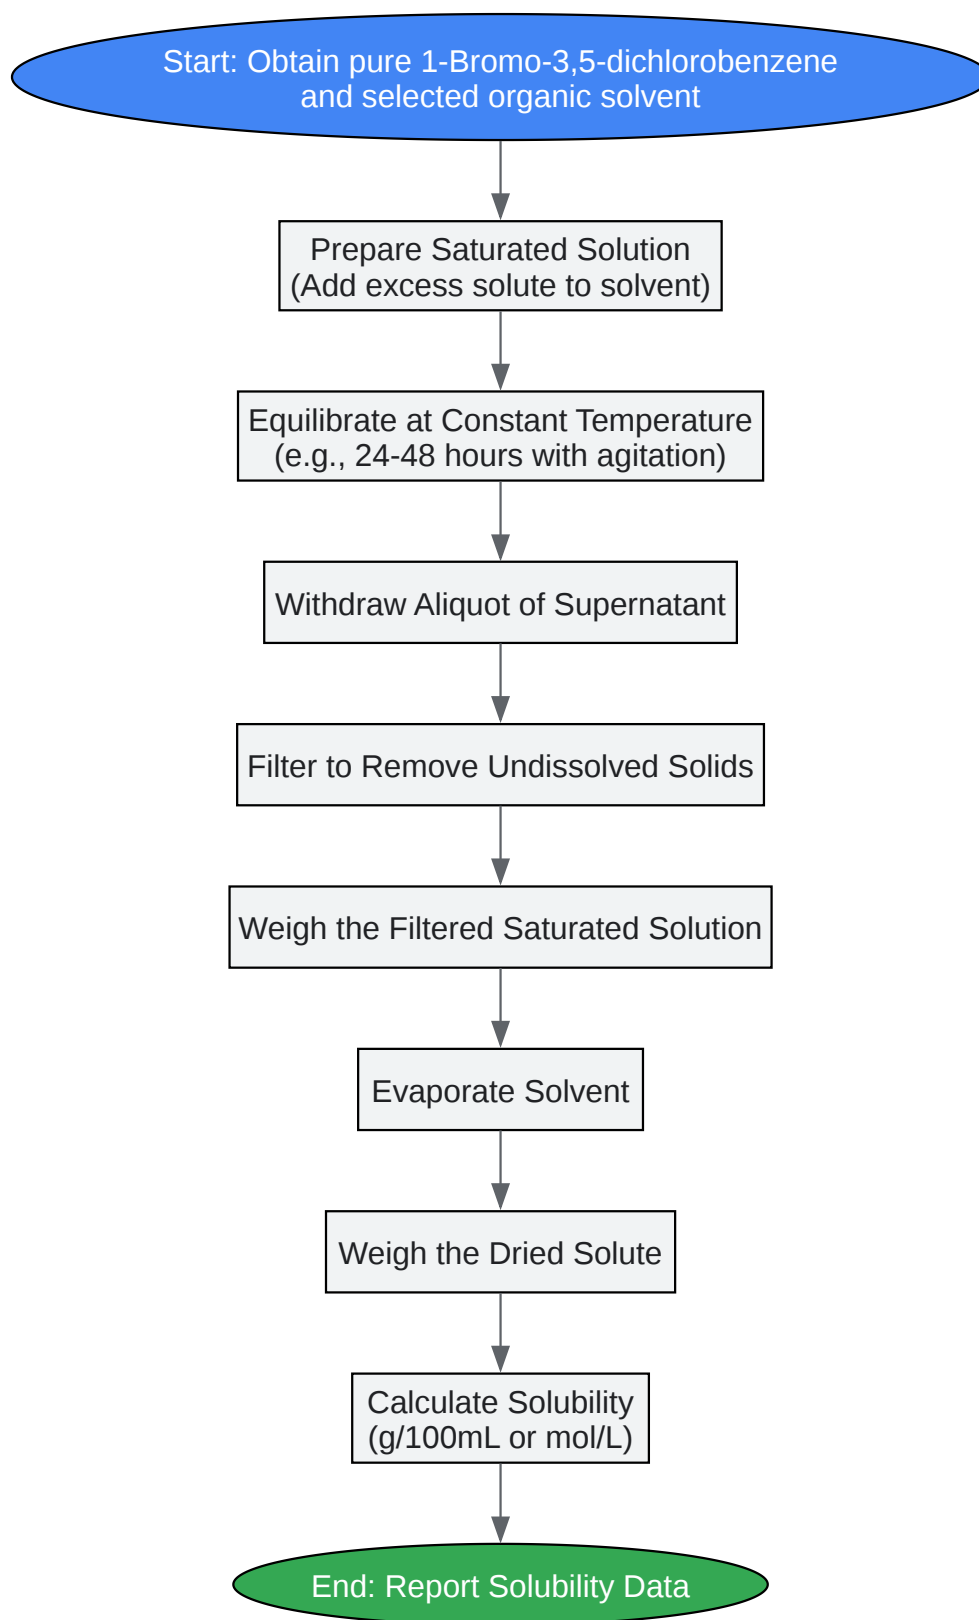 Start: Obtain pure 1-Bromo-3,5-dichlorobenzene
and selected organic solvent
Prepare Saturated Solution
(Add excess solute to solvent)
Equilibrate at Constant Temperature
(e.g., 24-48 hours with agitation)
Withdraw Aliquot of Supernatant
Filter to Remove Undissolved Solids
Weigh the Filtered Saturated Solution
Evaporate Solvent
Weigh the Dried Solute
Calculate Solubility
(g/100mL or mol/L)
End: Report Solubility Data